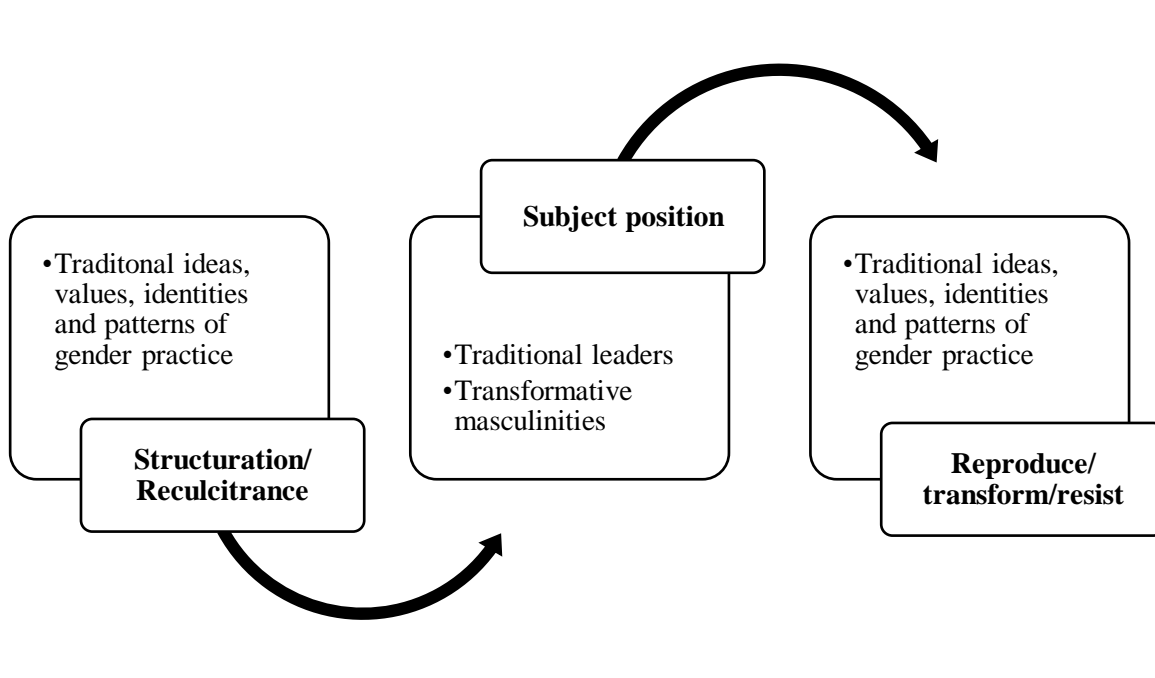 •Traditonal ideas,
values, identities
and patterns of
gender practice
Structuration/
Reculcitrance
Subject position
•Traditional leaders
•Transformative
masculinities
•Traditional ideas,
values, identities
and patterns of
gender practice
Reproduce/
transform/resist